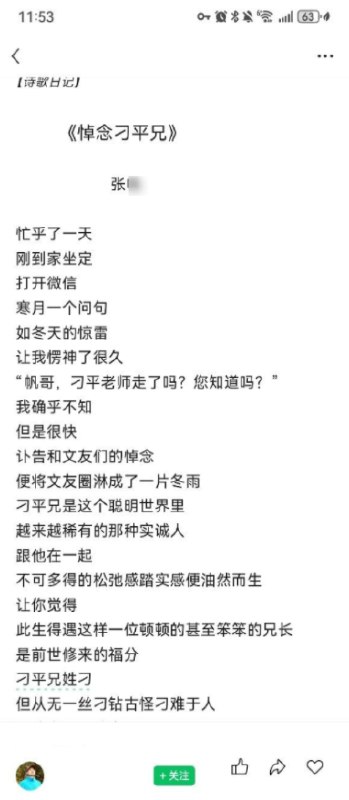 11:53
63
【诗歌日记】
《悼念刁平兄》
张
忙乎了一天
刚到家坐定
打开微信
寒月一个问句
如冬天的惊雷
让我愣神了很久
“帆哥，刁平老师走了吗？您知道吗？”
我确乎不知
但是很快
讣告和文友们的悼念
便将文友圈淋成了一片冬雨
刁平兄是这个聪明世界里
越来越稀有的那种实诚人
跟他在一起
不可多得的松弛感踏实感便油然而生
让你觉得
此生得遇这样一位顿顿的甚至笨笨的兄长
是前世修来的福分
刁平兄姓刁
但从无一丝刁钻古怪刁难于人
+关注